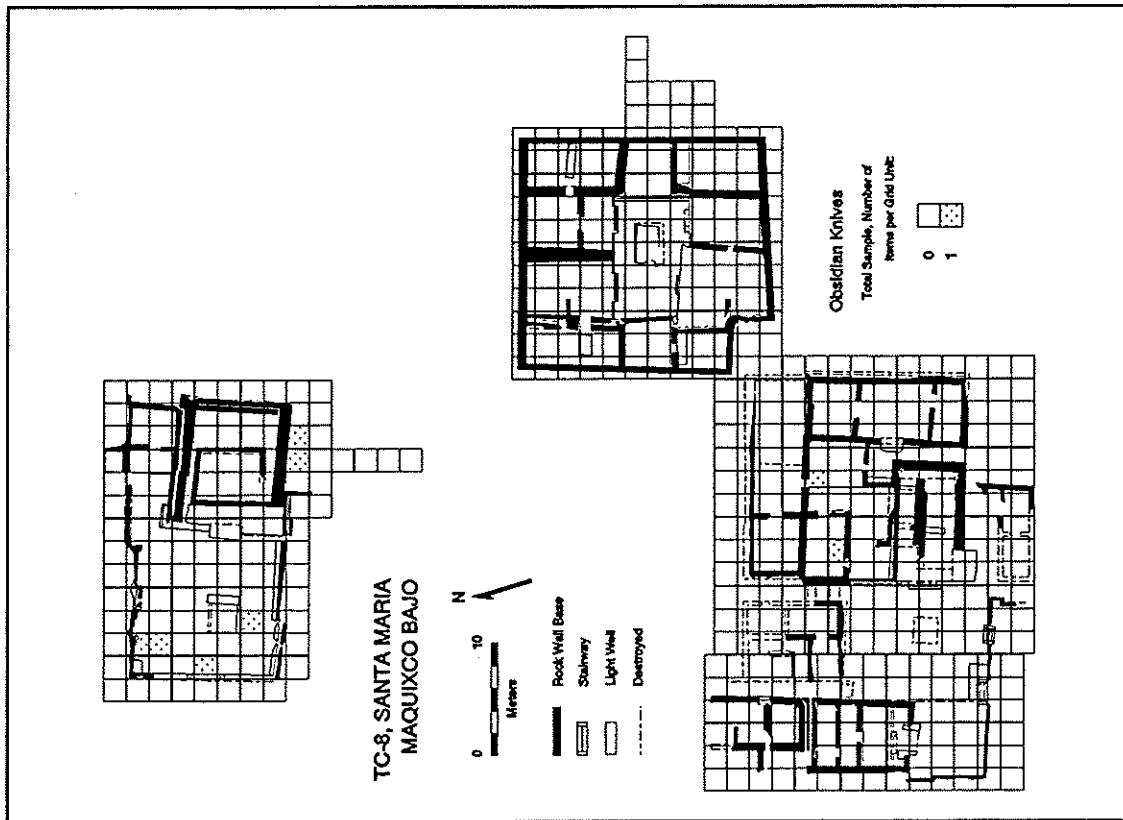 TC-8, SANTA MARIA
MAQUIXCO BAJO
N
0 10
Meters
Rock Wall Base
Stairway
Light Well
Destroyed
Obsidian Knives
Total Sample, Number of
Items per Grid Unit:
0
1